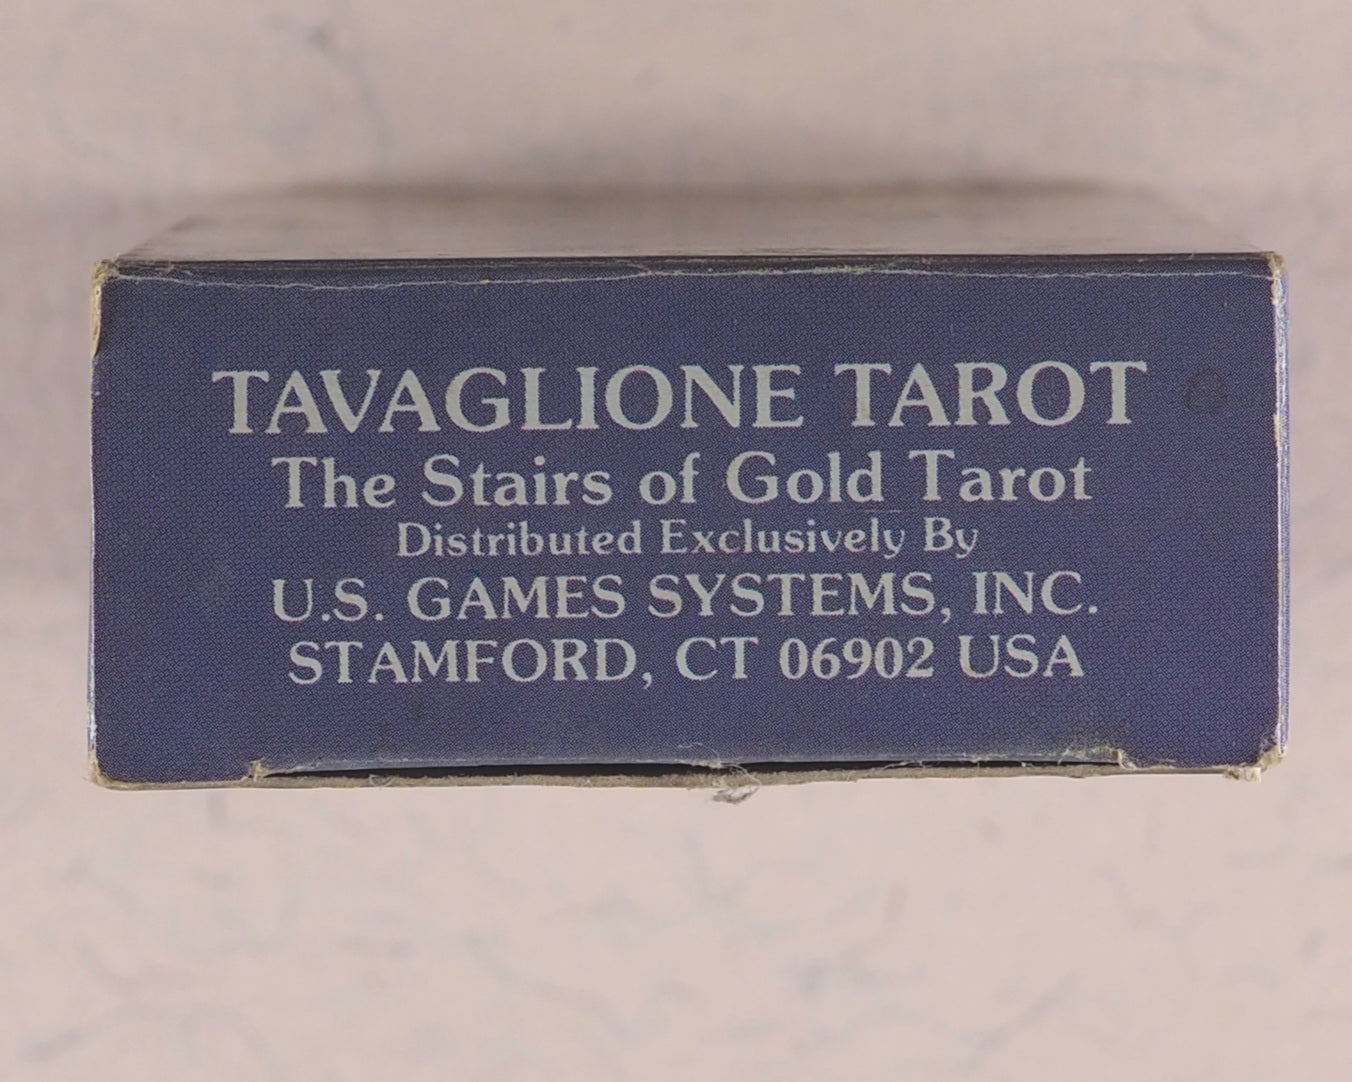 TAVAGLIONE TAROT
The Stairs of Gold Tarot
Distributed Exclusively By
U.S. GAMES SYSTEMS, INC.
STAMFORD, CT 06902 USA